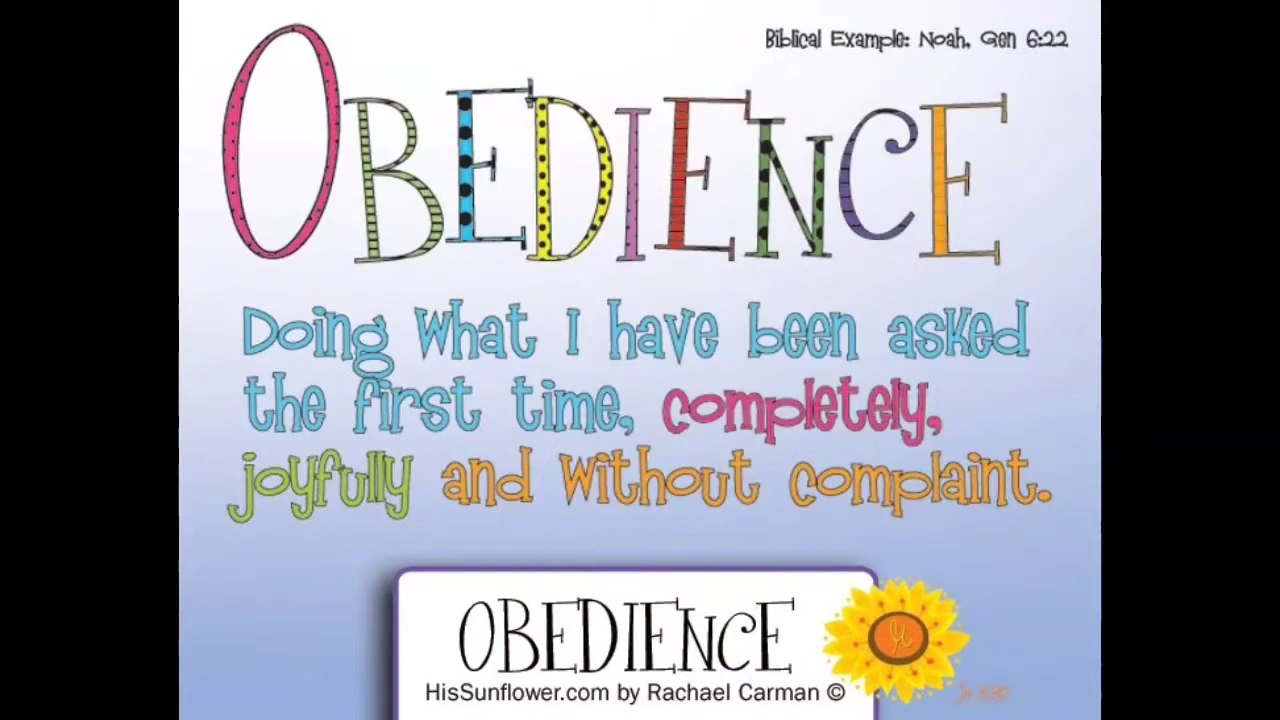 Biblical Example: Noah, Gen 6:22
OBEDIENCE
Doing what I have been asked
the first time, completely,
joyfully and without complaint.
OBEDIENCE
HisSunflower.com by Rachael Carman ©